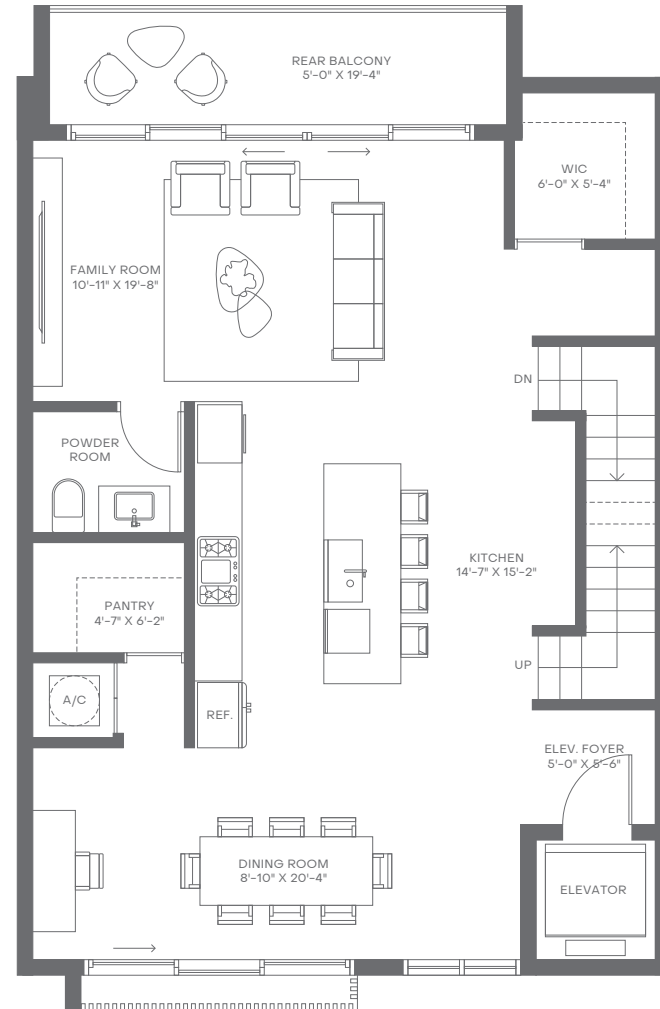 REAR BALCONY
5'-0" X 19'-4"
WIC
6'-0" X 5'-4"
FAMILY ROOM
10'-11" X 19'-8"
DN
POWDER
ROOM
KITCHEN
14'-7" X 15'-2"
PANTRY
4'-7" X 6'-2"
UP
A/C
REF.
ELEV. FOYER
5'-0" X 5'-6"
DINING ROOM
8'-10" X 20'-4"
ELEVATOR